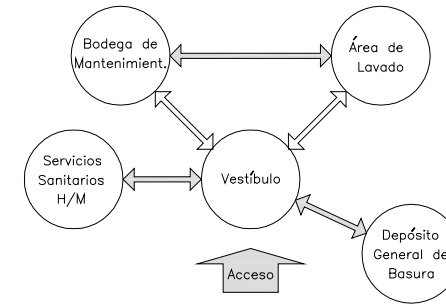 Bodega de
Mantenimient.
Área de
Lavado
Servicios
Sanitarios
H/M
Vestíbulo
Acceso
Depósito
General de
Basura